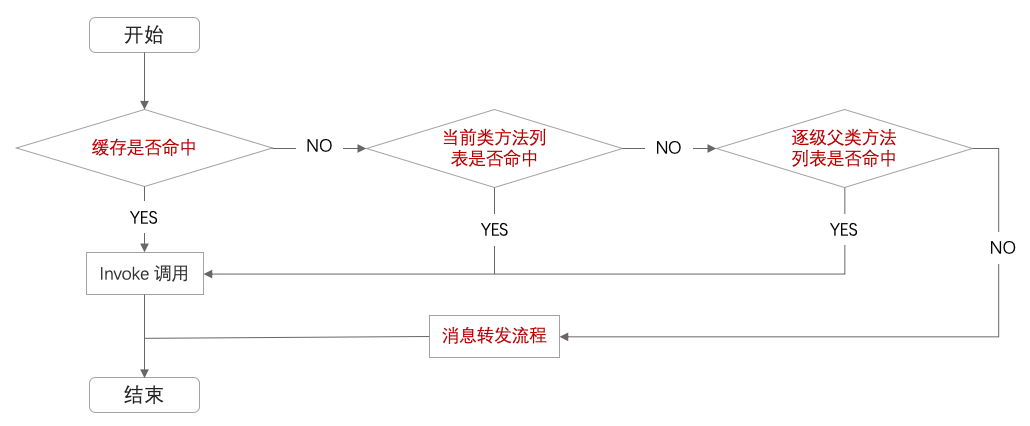 开始
缓存是否命中
NO
当前类方法列
表是否命中
NO
逐级父类方法
列表是否命中
YES
YES
YES
NO
Invoke 调用
消息转发流程
结束